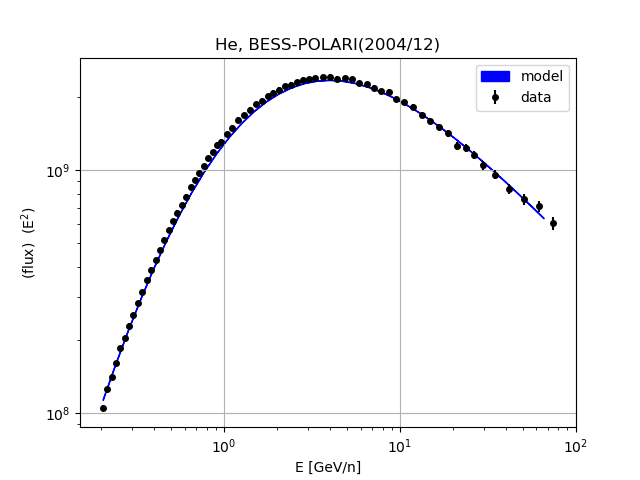 He, BESS-POLARI(2004/12)
model
data
10⁹
10⁸
(flux) (E²)
10⁰ 10¹ 10²
E [GeV/n]